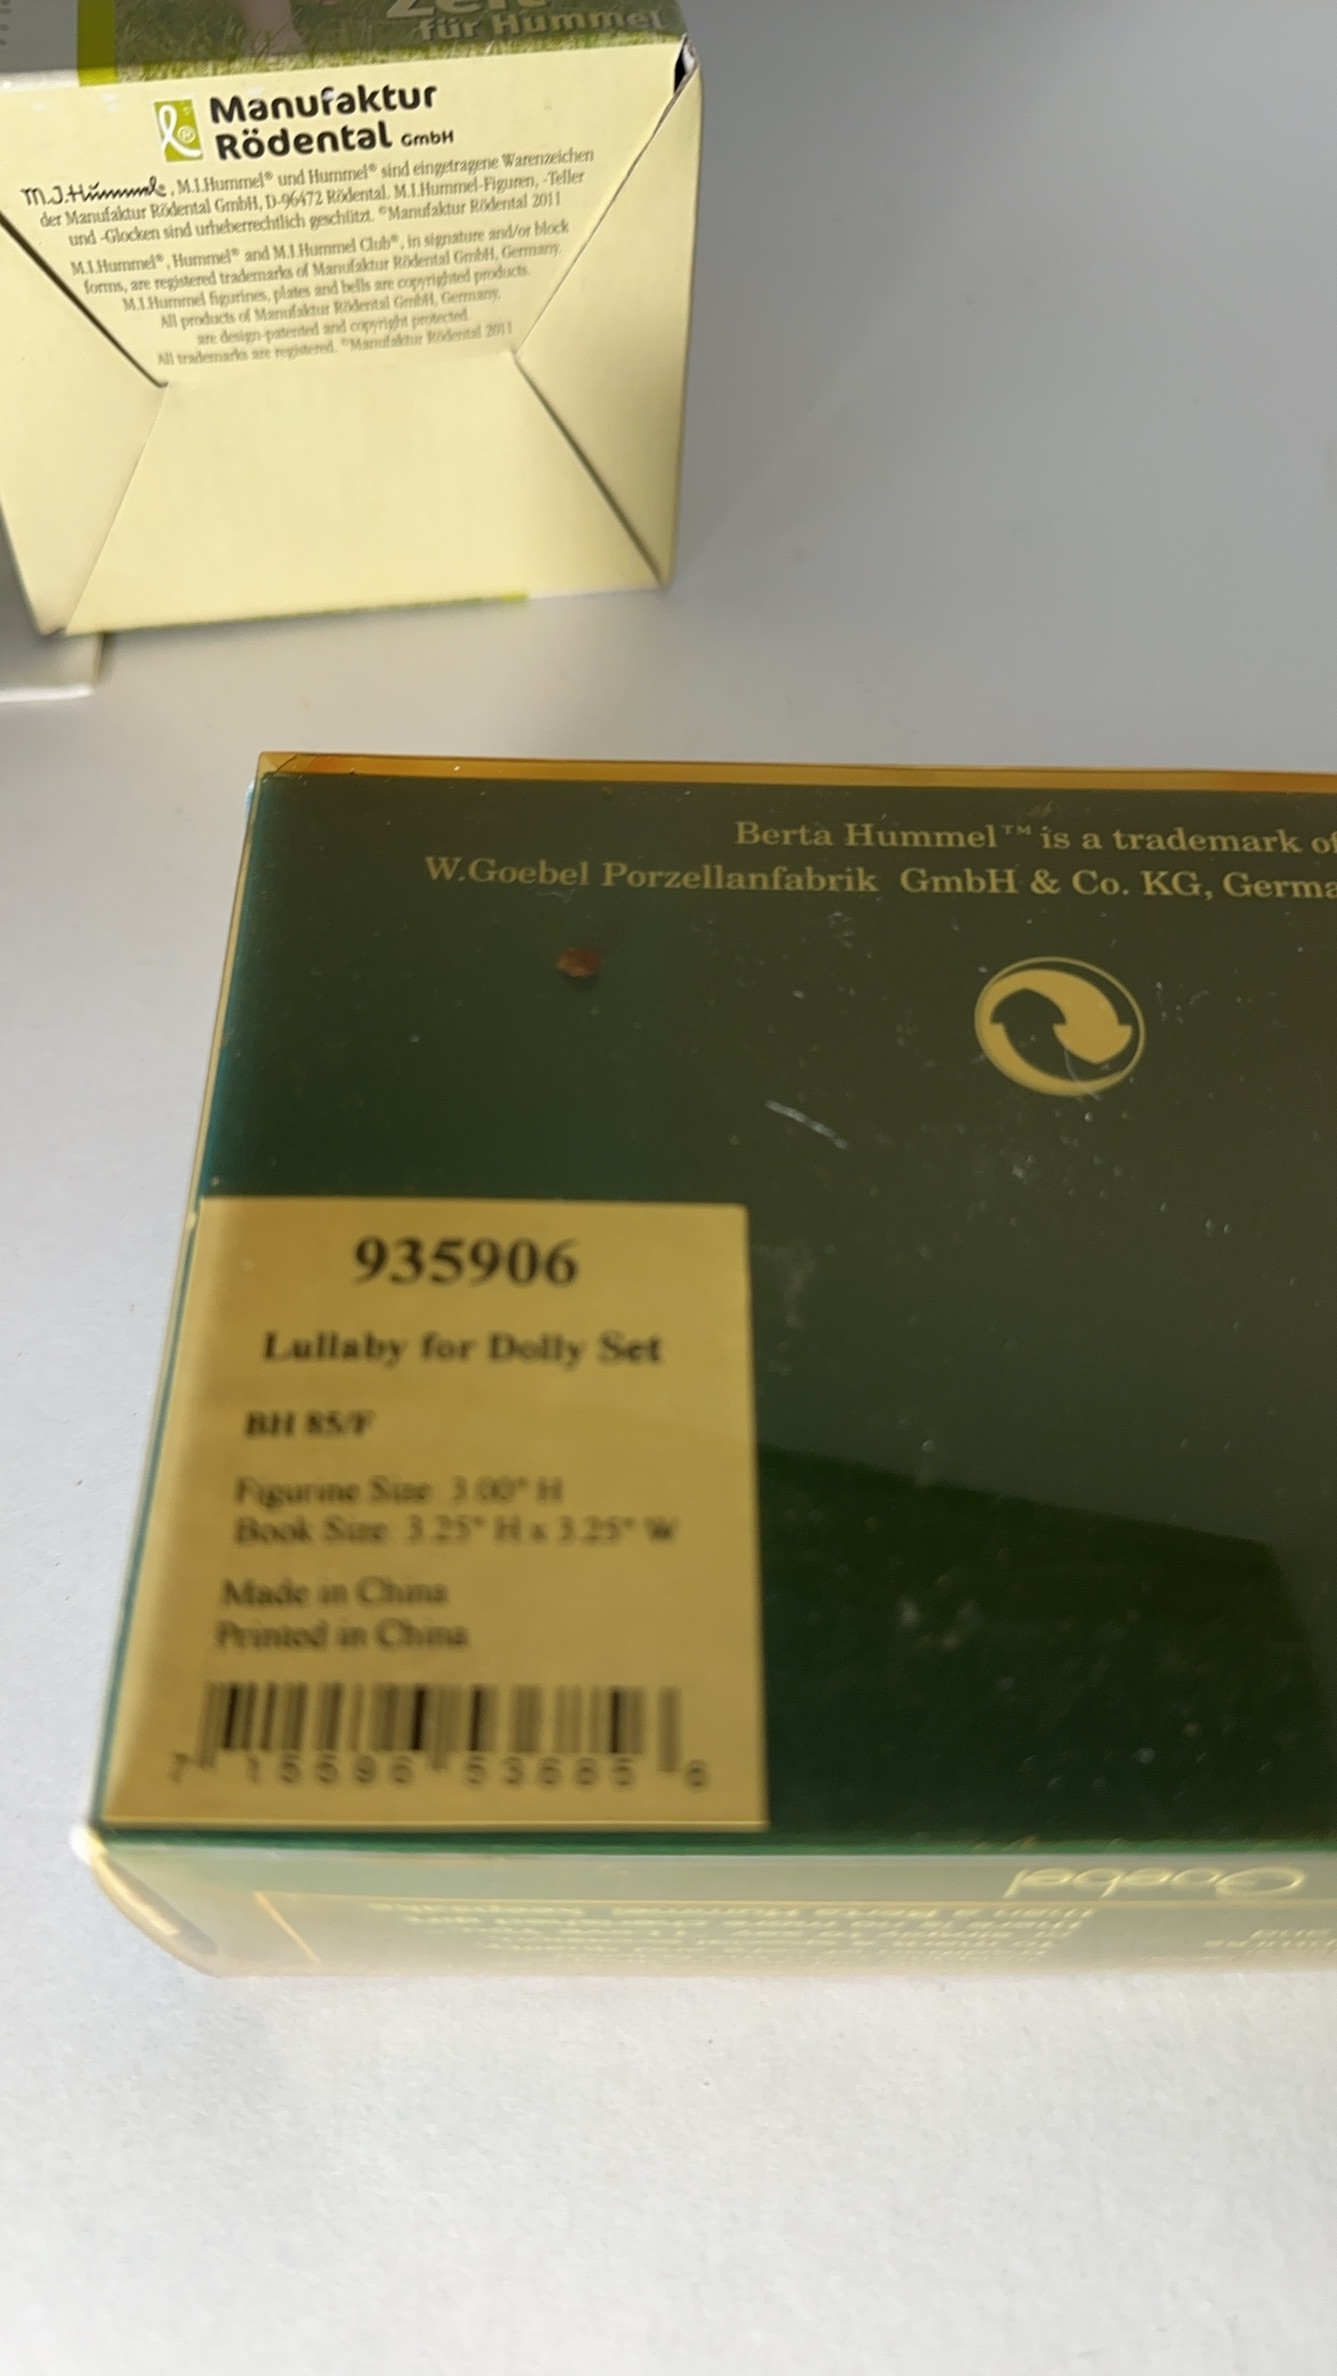 für Hummel
Manufaktur
Rödental GmbH
M.I.Hummel, M.I.Hummel® und Hummel® sind eingetragene Warenzeichen
der Manufaktur Rödental GmbH, D-96472 Rödental. M.I.Hummel-Figuren, -Teller
und -Glocken sind urheberrechtlich geschützt. ©Manufaktur Rödental 2011
M.I.Hummel®, Hummel® and M.I.Hummel Club®, in signature and/or block
forms, are registered trademarks of Manufaktur Rödental GmbH, Germany.
M.I.Hummel figurines, plates and bells are copyrighted products.
All products of Manufaktur Rödental GmbH, Germany,
are design-patented and copyright protected.
All trademarks are registered. ©Manufaktur Rödental 2011
Berta Hummel™ is a trademark of
W.Goebel Porzellanfabrik GmbH & Co. KG, Germa
935906
Lullaby for Dolly Set
BH 85/F
Figurine Size: 3.00" H
Book Size: 3.25" H x 3.25" W
Made in China
Printed in China
Goebel